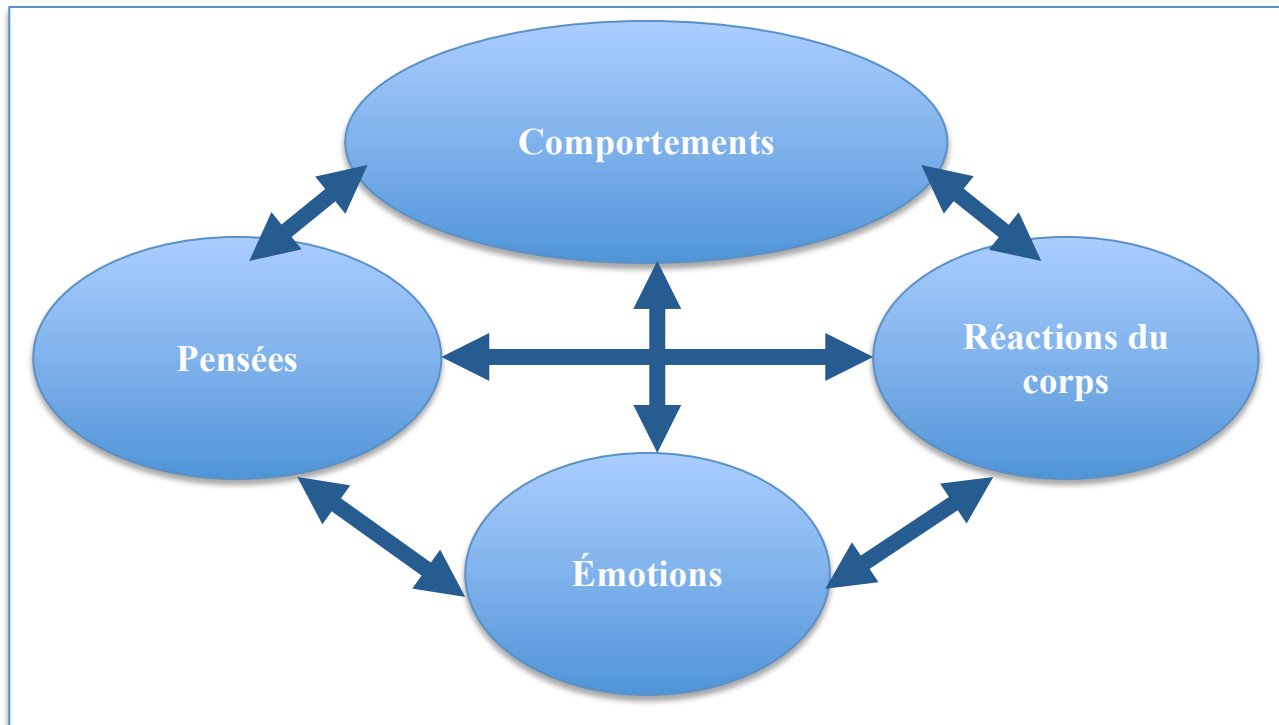 Comportements
Pensées
Réactions du
corps
Émotions